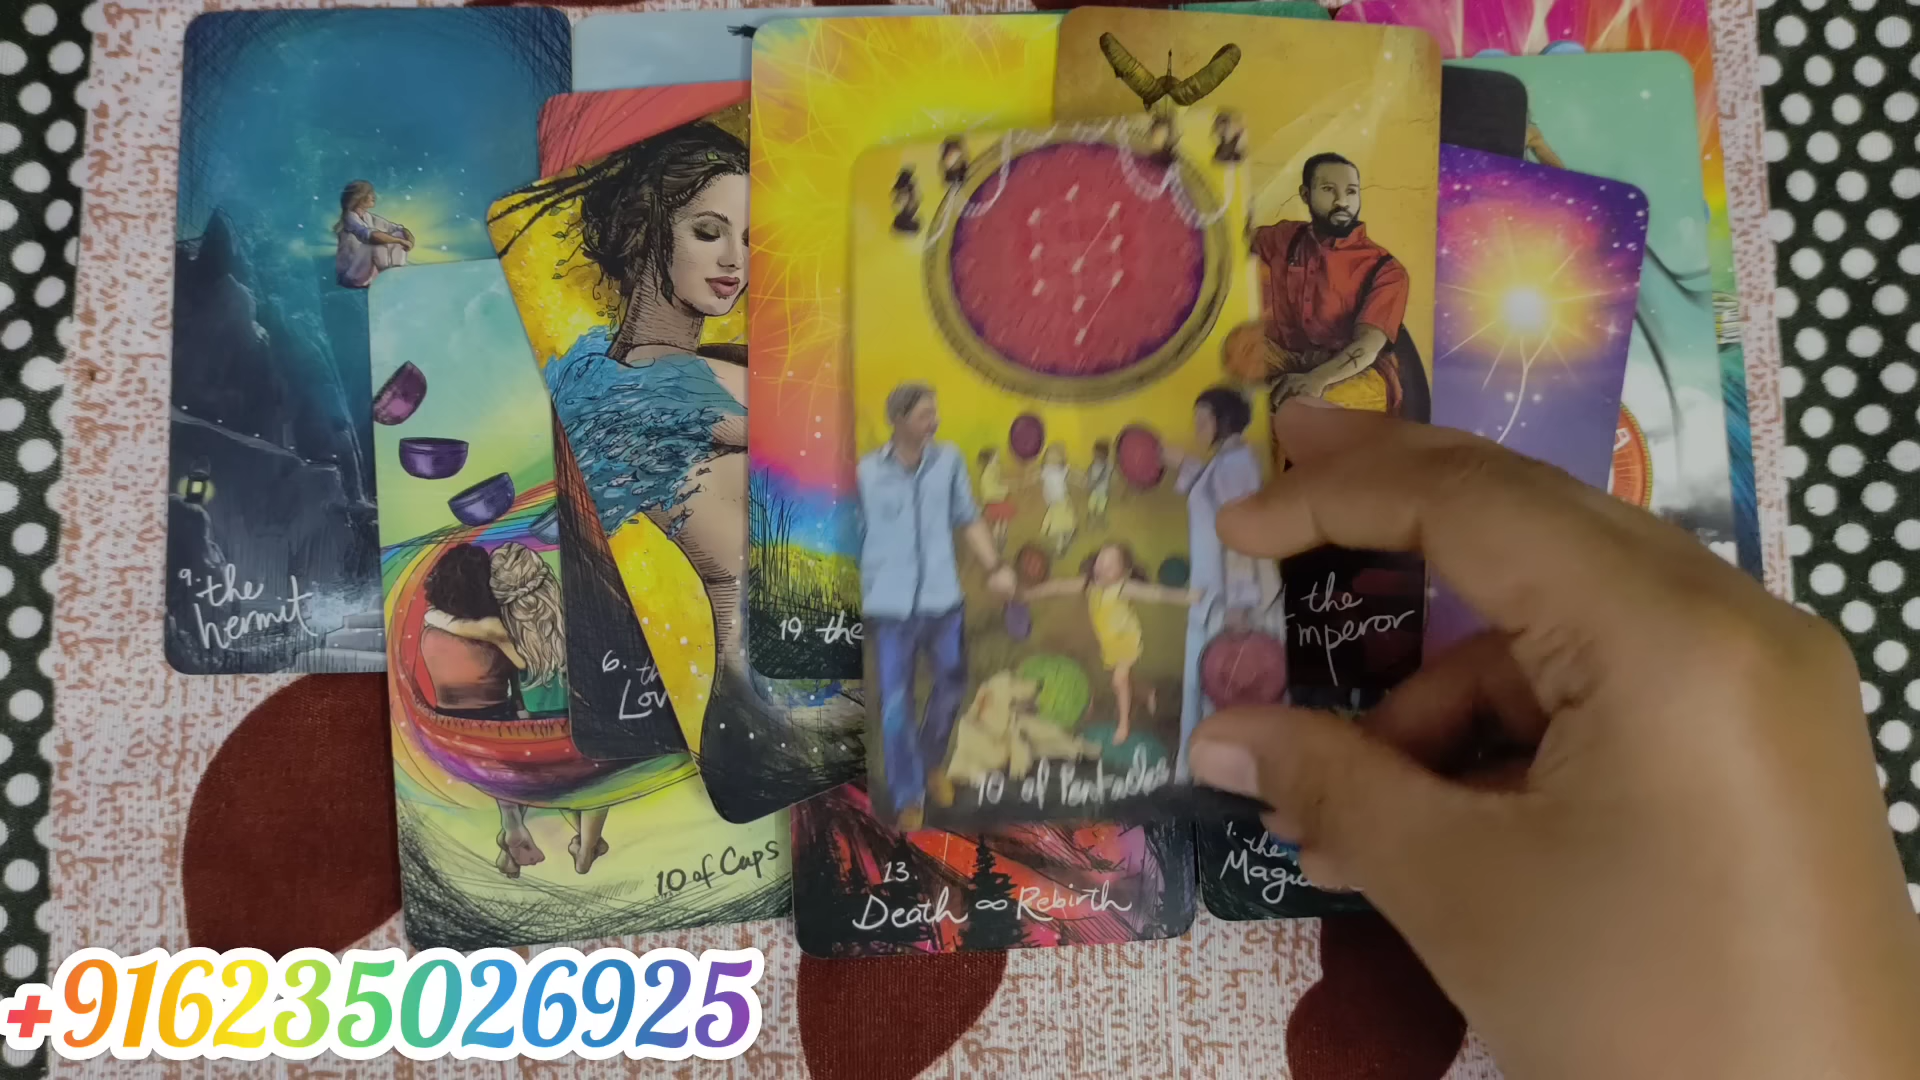 9. the
hermit
10 of Cups
6. th
Lov
19 the
10 of Pentacles
the
Emperor
13.
Death ∞ Rebirth
1. the
Magic
+916235026925